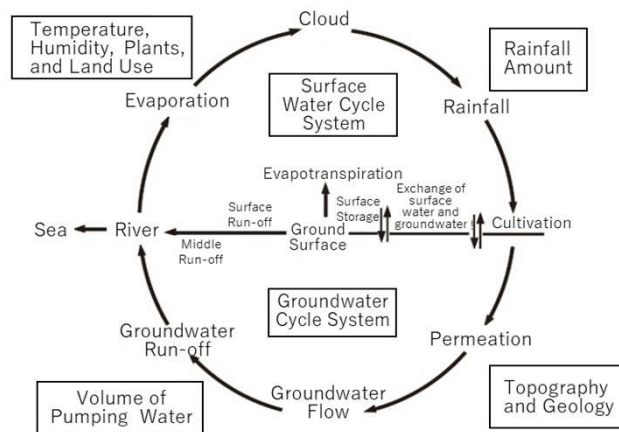 Cloud
Temperature,
Humidity, Plants,
and Land Use
Rainfall
Amount
Surface
Water Cycle
System
Evaporation
Rainfall
Evapotranspiration
Surface
Run-off
Surface
Storage
Exchange of
surface
water and
groundwater
Sea
River
Ground
Surface
Cultivation
Middle
Run-off
Groundwater
Cycle System
Groundwater
Run-off
Permeation
Volume of
Pumping Water
Groundwater
Flow
Topography
and Geology